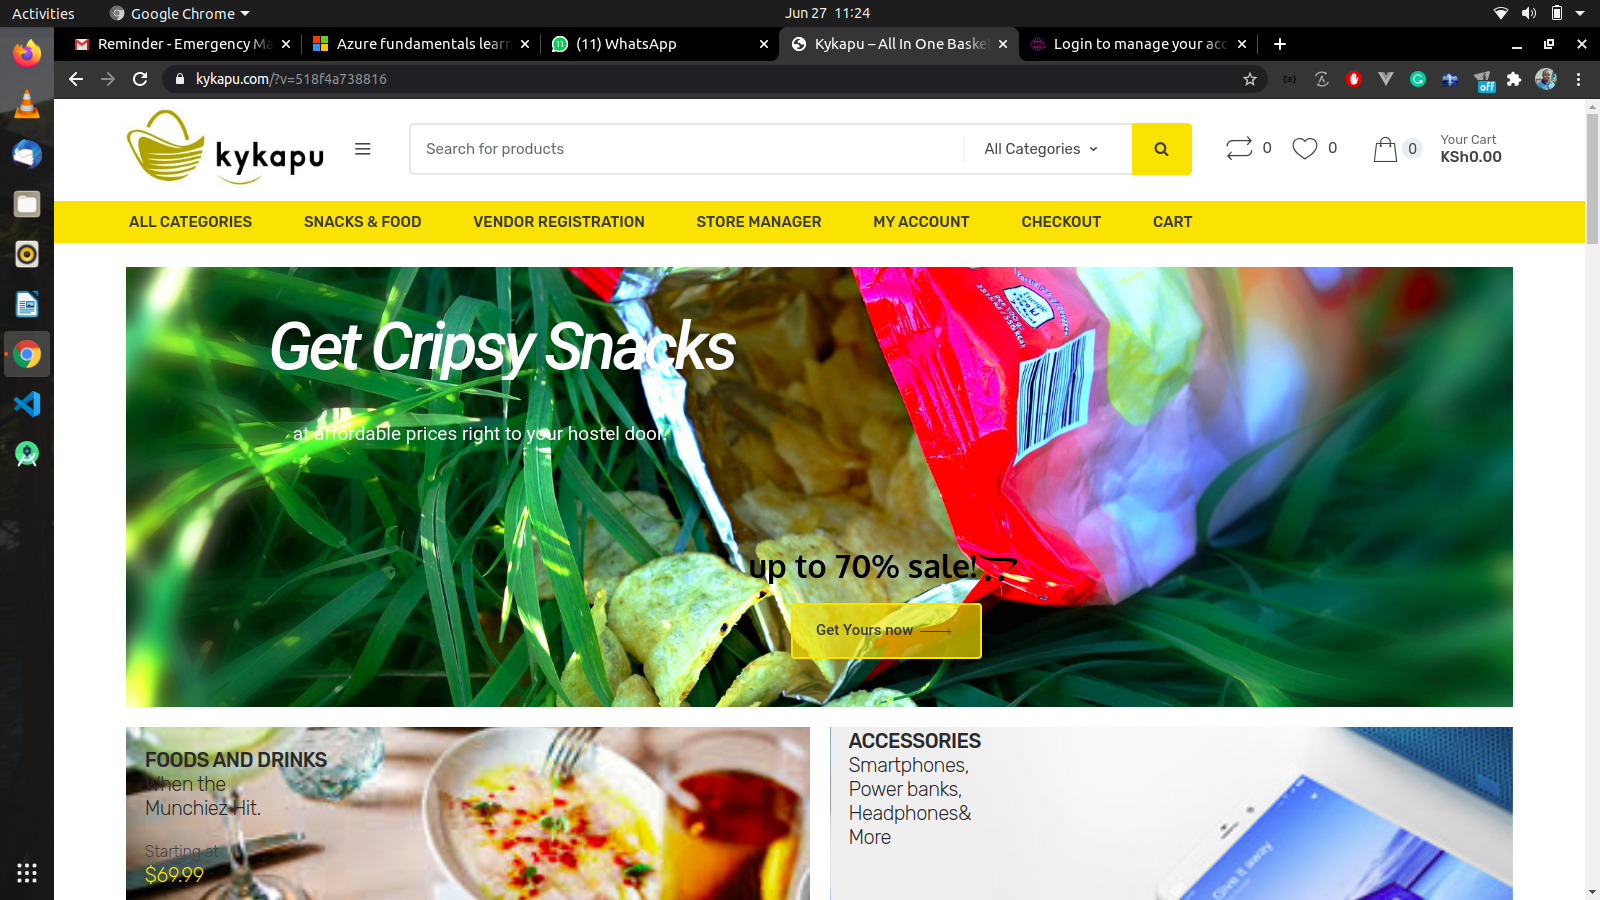 Activities
Google Chrome
Jun 27 11:24
Reminder - Emergency Ma
Azure fundamentals learn
(11) WhatsApp
Kykapu – All In One Baske
Login to manage your acc
kykapu.com/?v=518f4a738816
off
kykapu
Search for products
All Categories
0
0
0
Your Cart
KSh0.00
ALL CATEGORIES
SNACKS & FOOD
VENDOR REGISTRATION
STORE MANAGER
MY ACCOUNT
CHECKOUT
CART
Get Cripsy Snacks
at affordable prices right to your hostel door.
up to 70% sale!
Get Yours now
FOODS AND DRINKS
When the
Munchiez Hit.
Starting at
$69.99
ACCESSORIES
Smartphones,
Power banks,
Headphones&
More
Give it away